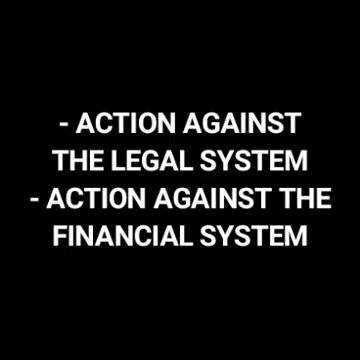 - ACTION AGAINST
THE LEGAL SYSTEM
- ACTION AGAINST THE
FINANCIAL SYSTEM